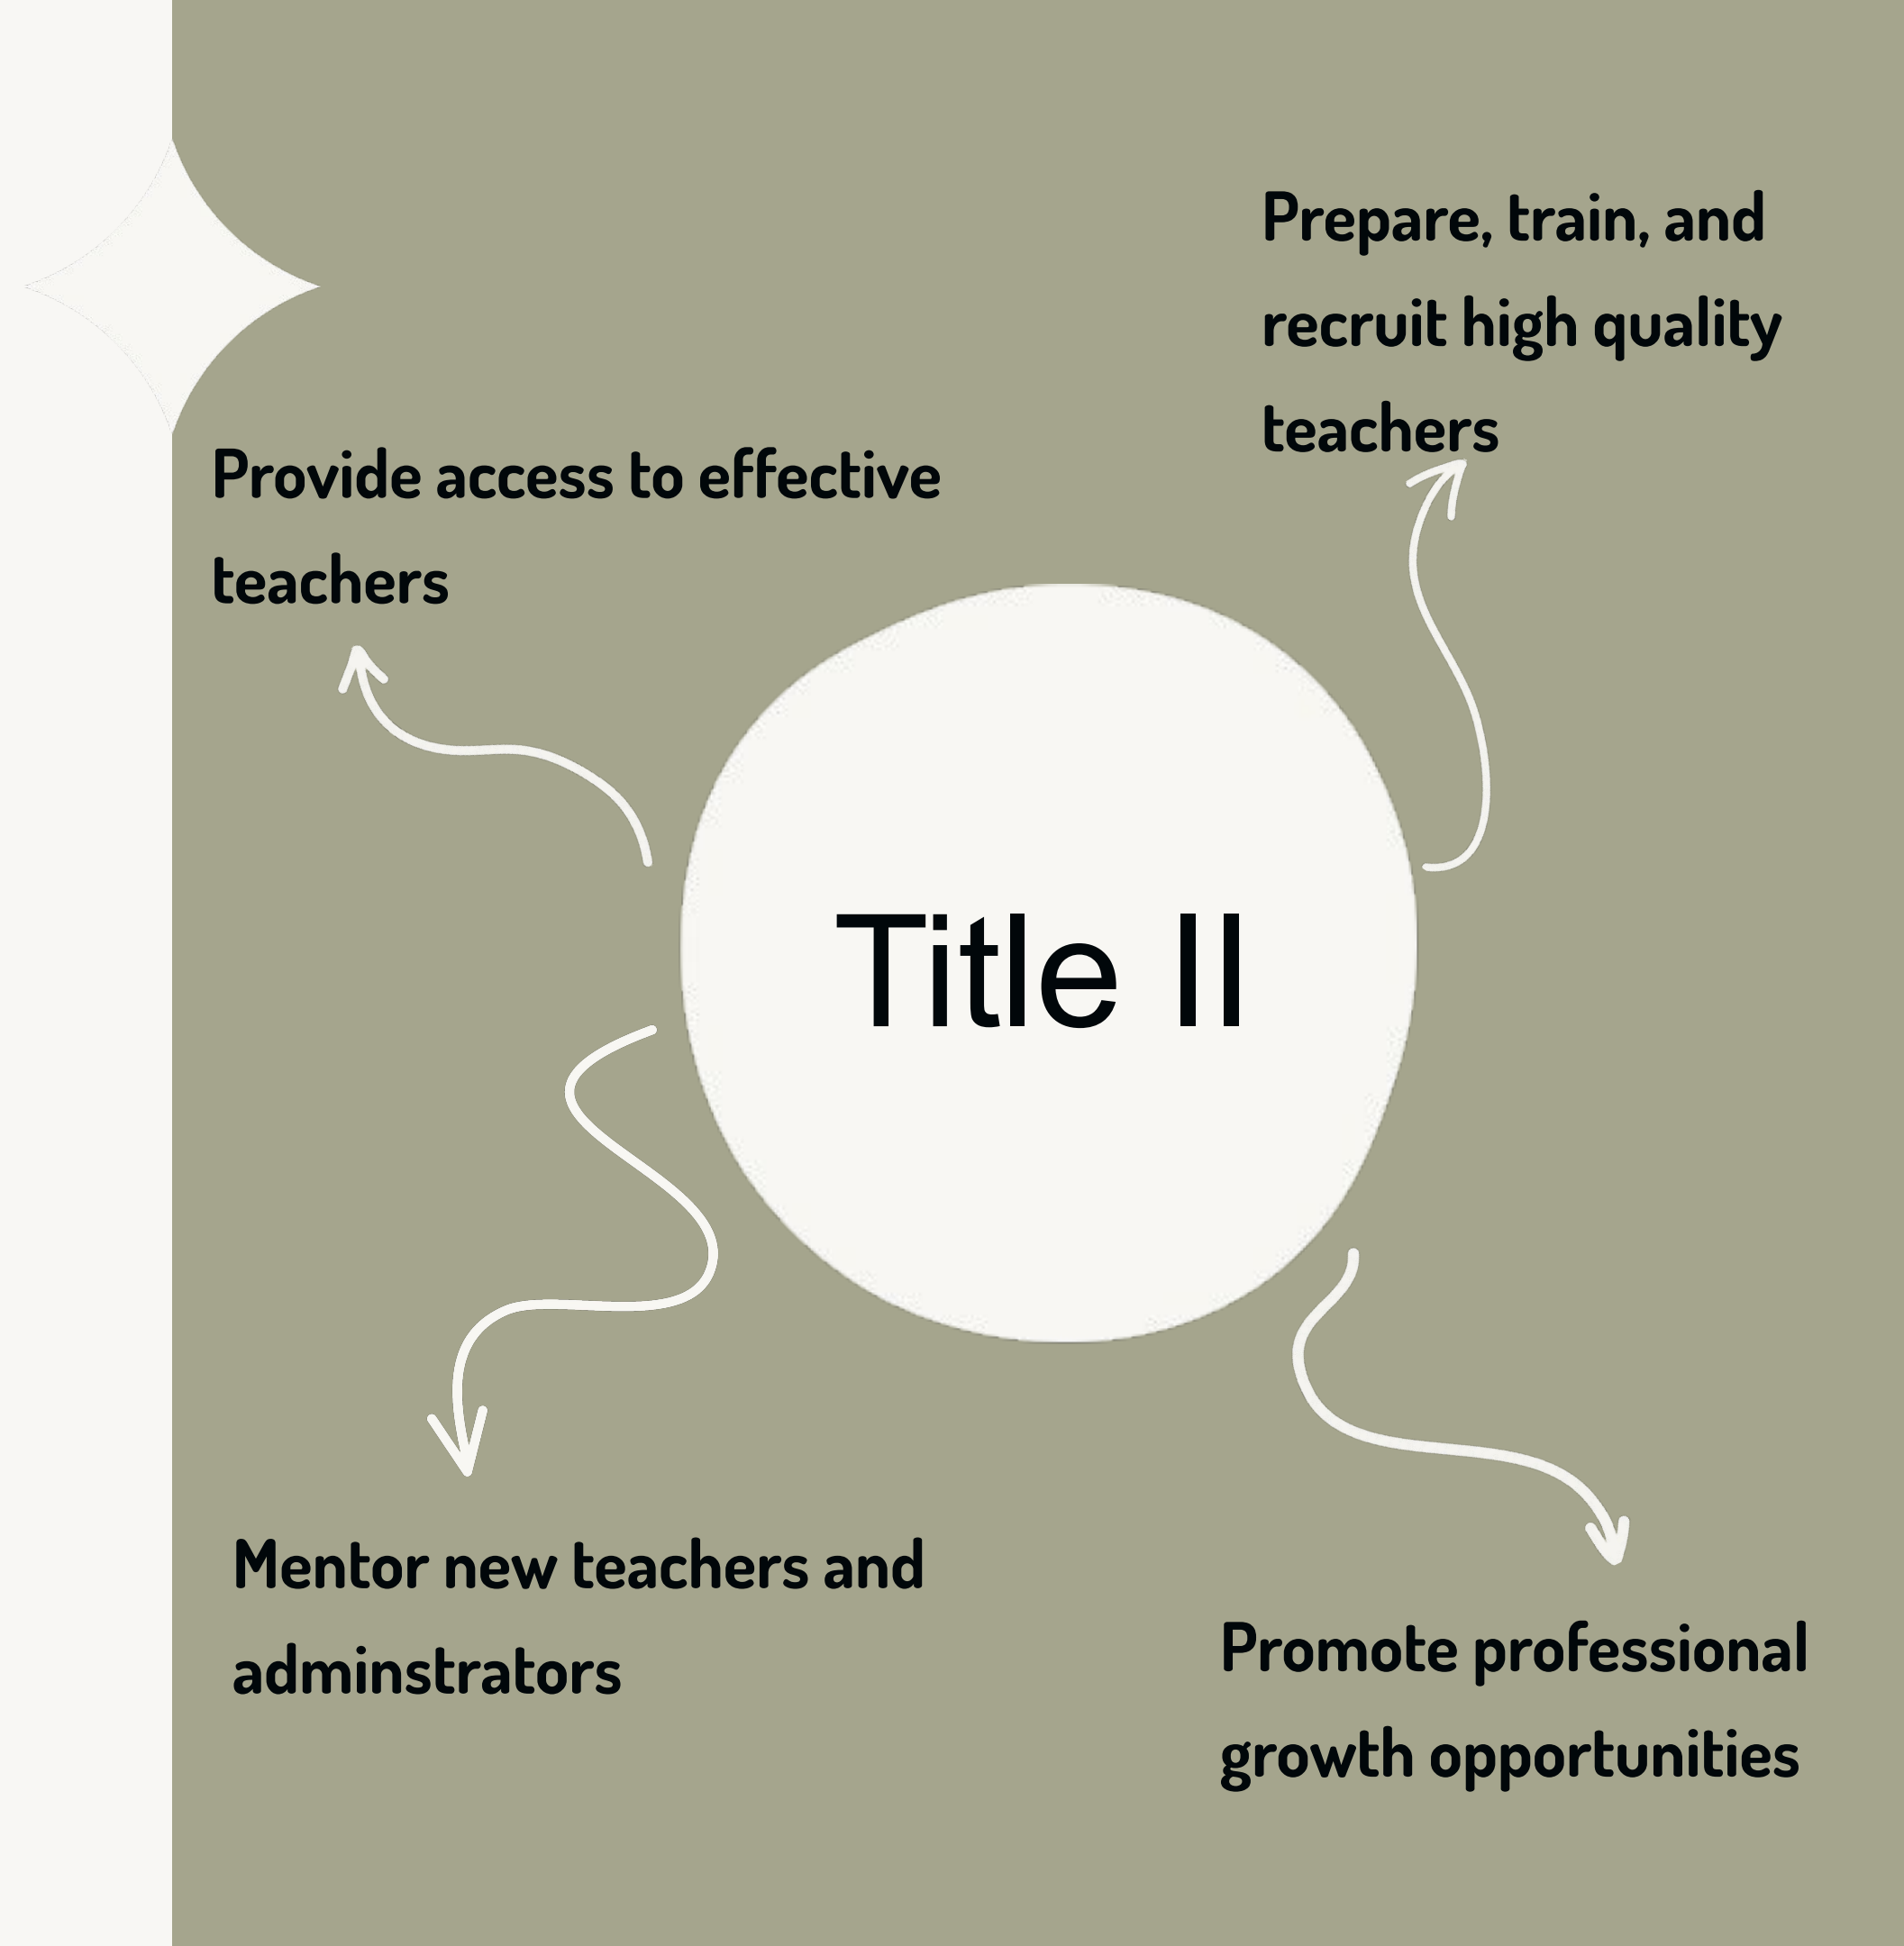 Prepare, train, and
recruit high quality
teachers
Provide access to effective
teachers
Title II
Mentor new teachers and
adminstrators
Promote professional
growth opportunities